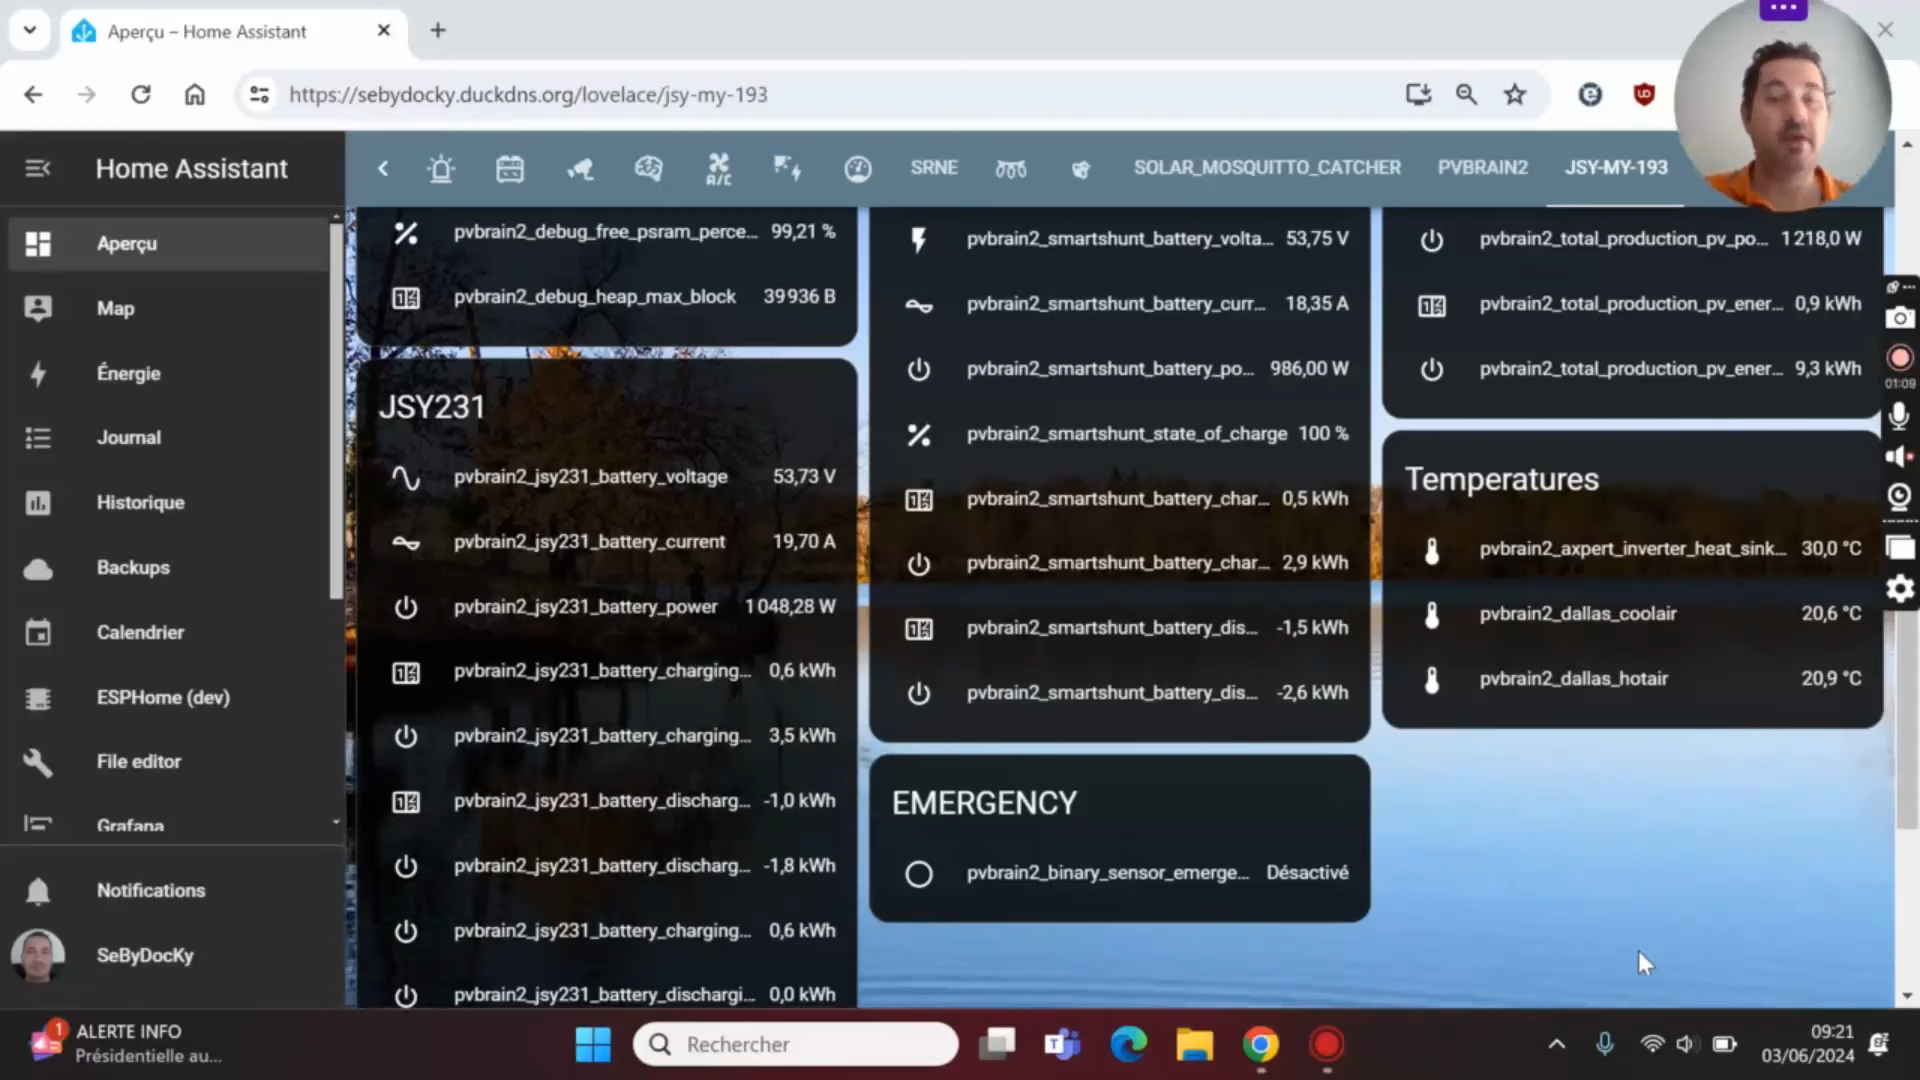 Aperçu – Home Assistant
https://sebydocky.duckdns.org/lovelace/jsy-my-193
Home Assistant
A/C
SRNE
SOLAR_MOSQUITTO_CATCHER
PVBRAIN2
JSY-MY-193
Aperçu
Map
Énergie
Journal
Historique
Backups
Calendrier
ESPHome (dev)
File editor
Grafana
Notifications
SeByDocKy
pvbrain2_debug_free_psram_perce... 99,21 %
pvbrain2_debug_heap_max_block 39 936 B
JSY231
pvbrain2_jsy231_battery_voltage 53,73 V
pvbrain2_jsy231_battery_current 19,70 A
pvbrain2_jsy231_battery_power 1 048,28 W
pvbrain2_jsy231_battery_charging... 0,6 kWh
pvbrain2_jsy231_battery_charging... 3,5 kWh
pvbrain2_jsy231_battery_discharg... -1,0 kWh
pvbrain2_jsy231_battery_discharg... -1,8 kWh
pvbrain2_jsy231_battery_charging... 0,6 kWh
pvbrain2_jsy231_battery_dischargi... 0,0 kWh
pvbrain2_smartshunt_battery_volta... 53,75 V
pvbrain2_smartshunt_battery_curr... 18,35 A
pvbrain2_smartshunt_battery_po... 986,00 W
pvbrain2_smartshunt_state_of_charge 100 %
pvbrain2_smartshunt_battery_char... 0,5 kWh
pvbrain2_smartshunt_battery_char... 2,9 kWh
pvbrain2_smartshunt_battery_dis... -1,5 kWh
pvbrain2_smartshunt_battery_dis... -2,6 kWh
EMERGENCY
pvbrain2_binary_sensor_emerge... Désactivé
pvbrain2_total_production_pv_po... 1 218,0 W
pvbrain2_total_production_pv_ener... 0,9 kWh
pvbrain2_total_production_pv_ener... 9,3 kWh
Temperatures
pvbrain2_axpert_inverter_heat_sink... 30,0 °C
pvbrain2_dallas_coolair 20,6 °C
pvbrain2_dallas_hotair 20,9 °C
01:09
1
ALERTE INFO
Présidentielle au...
Rechercher
09:21
03/06/2024